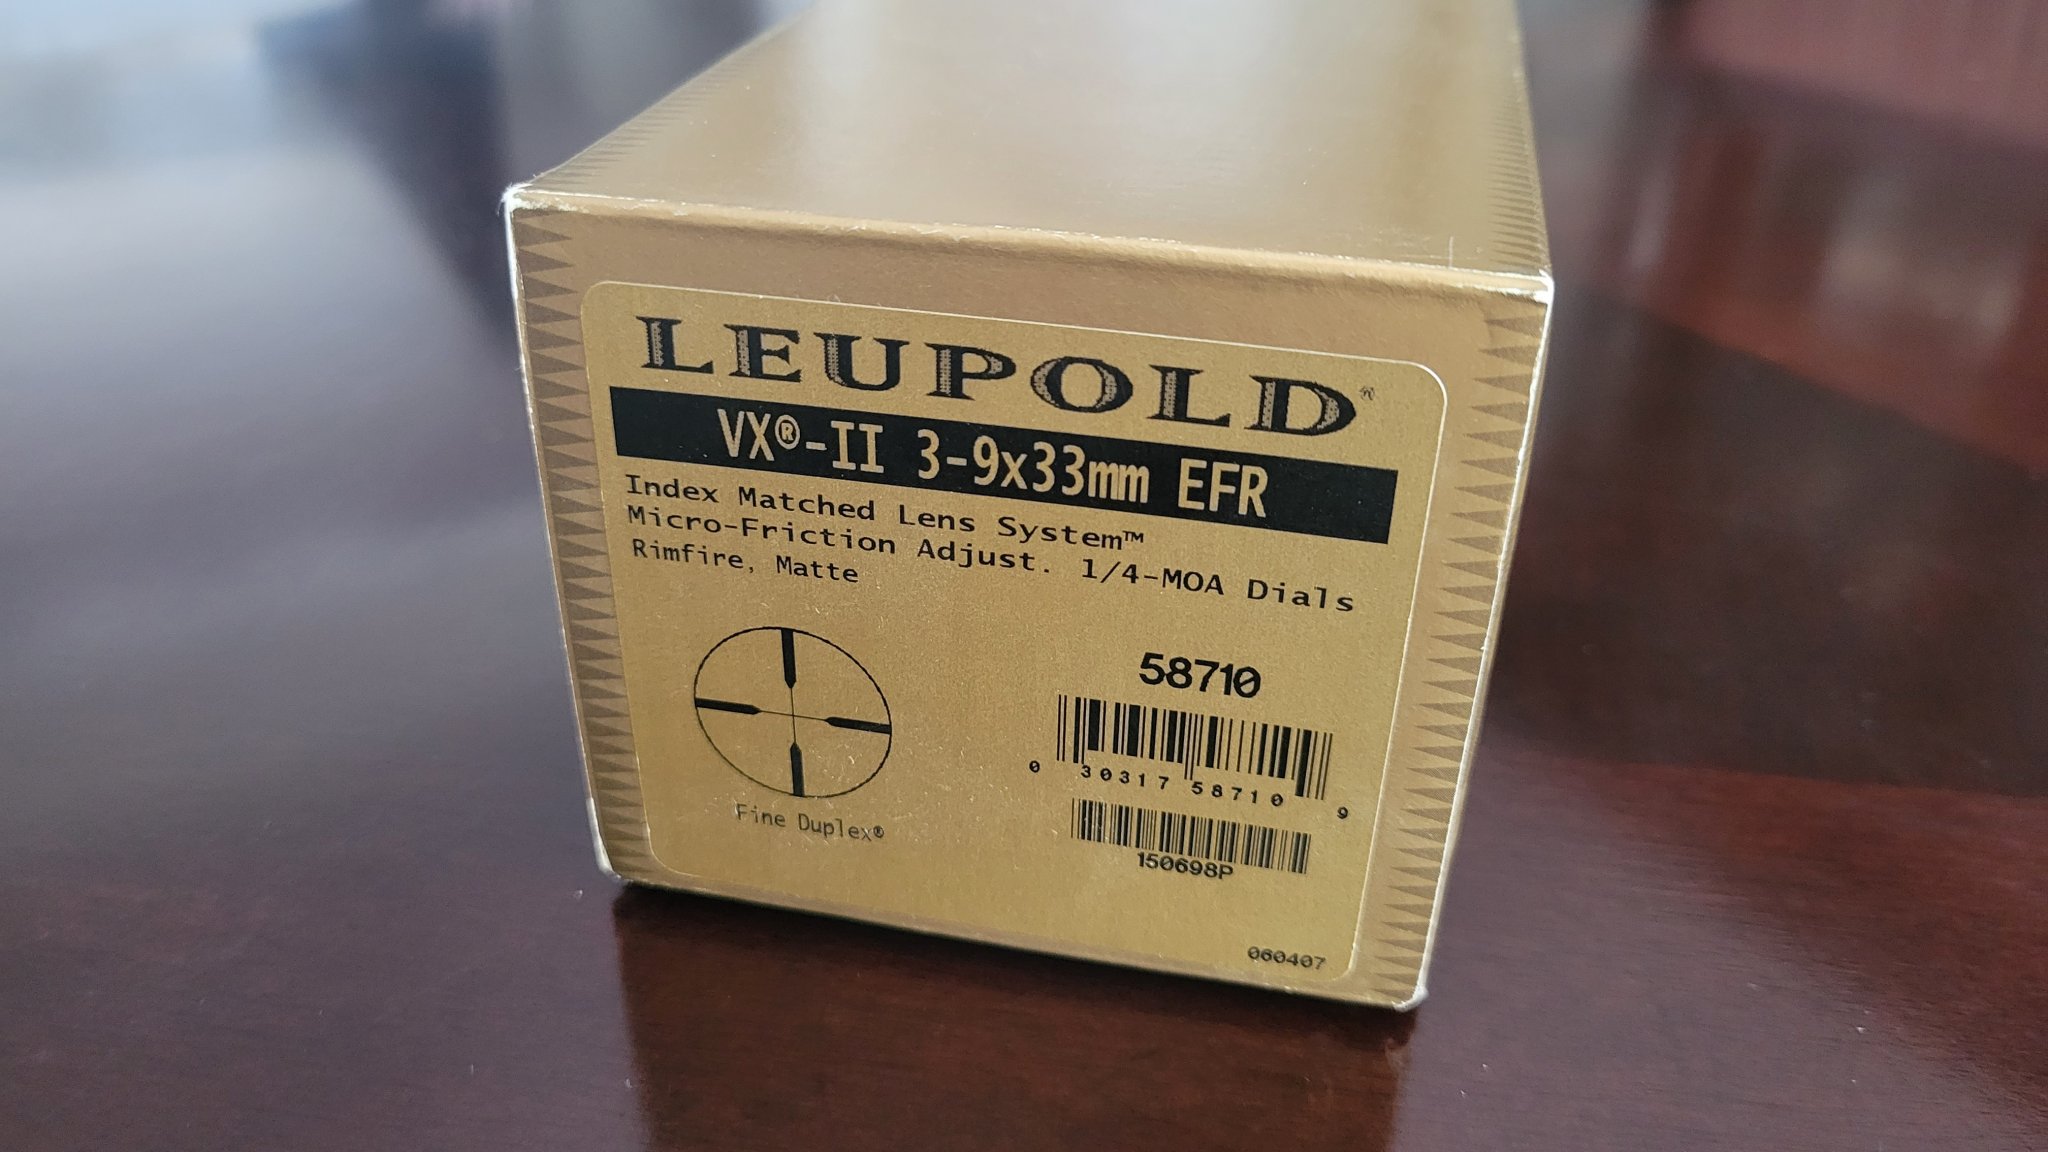 LEUPOLD®
VX®-II 3-9x33mm EFR
Index Matched Lens System™
Micro-Friction Adjust. 1/4-MOA Dials
Rimfire, Matte
58710
0 30317 58710 9
Fine Duplex®
150698P
060407